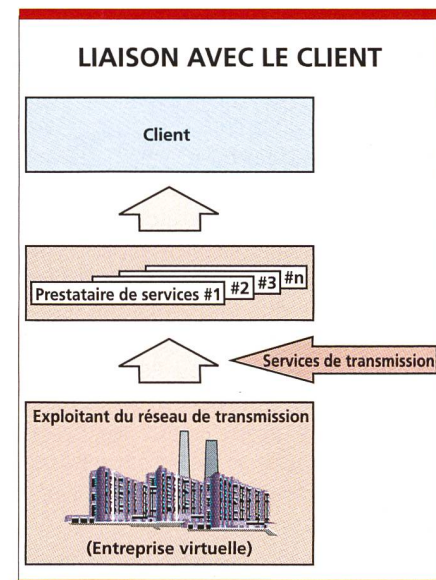 LIAISON AVEC LE CLIENT
Client
Prestataire de services #1 #2 #3 #n
Services de transmission
Exploitant du réseau de transmission
(Entreprise virtuelle)